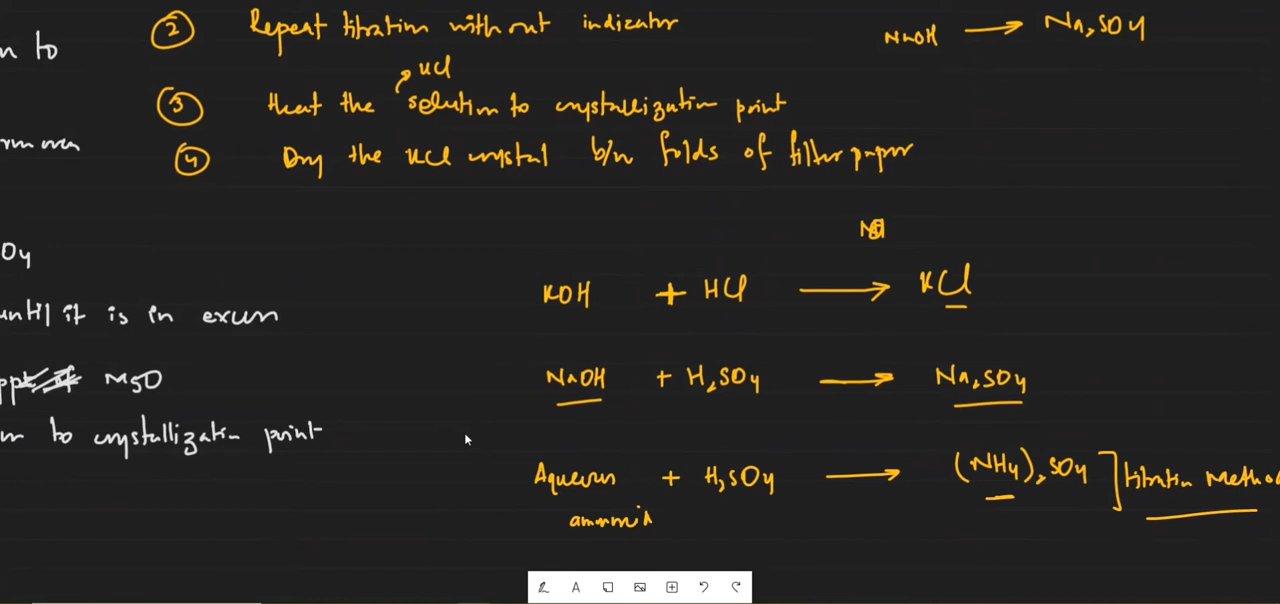 ② Repeat titration without indicator
NaOH → Na₂SO4
n to
KCl
③ Heat the solution to crystallization point
④ Dry the KCl crystal b/n folds of filter paper
O4
until it is in excess
KOH + HCl → KCl
MgO
NaOH + H₂SO4 → Na₂SO4
to crystallization point
Aqueous ammonia + H₂SO4 → (NH4)₂SO4 ] titration Method
A